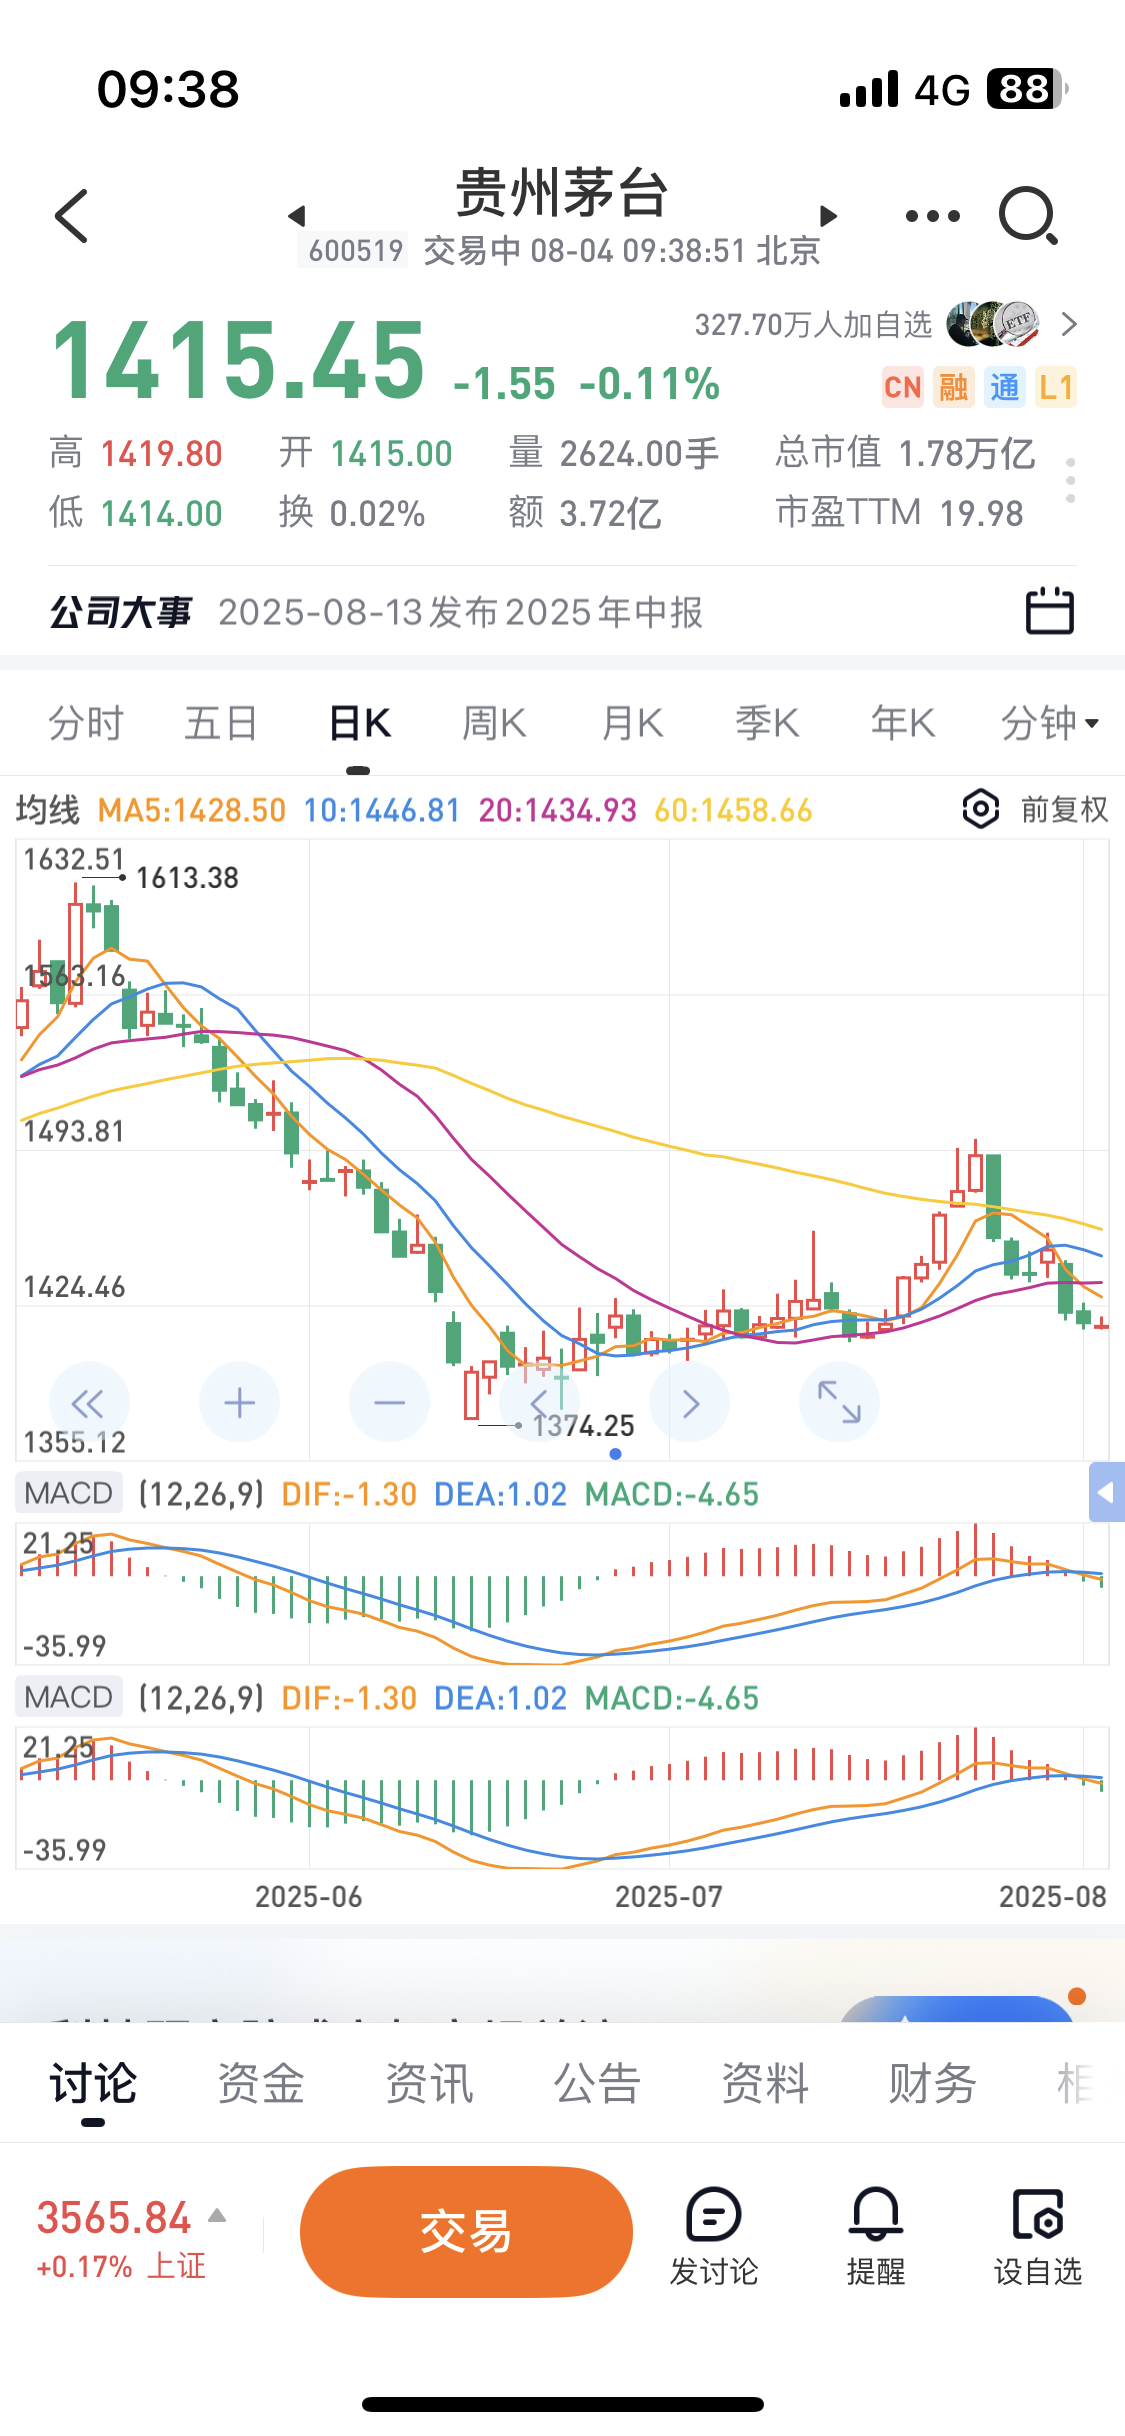 09:38 4G 88
贵州茅台
600519 交易中 08-04 09:38:51 北京
1415.45 -1.55 -0.11%
327.70万人加自选 ETF
CN 融 通 L1
高 1419.80 开 1415.00 量 2624.00手 总市值 1.78万亿
低 1414.00 换 0.02% 额 3.72亿 市盈TTM 19.98
公司大事 2025-08-13发布2025年中报
分时 五日 日K 周K 月K 季K 年K 分钟
均线 MA5:1428.50 10:1446.81 20:1434.93 60:1458.66 前复权
1632.51
1613.38
1563.16
1493.81
1424.46
1374.25
1355.12
MACD (12,26,9) DIF:-1.30 DEA:1.02 MACD:-4.65
21.25
-35.99
MACD (12,26,9) DIF:-1.30 DEA:1.02 MACD:-4.65
21.25
-35.99
2025-06 2025-07 2025-08
讨论 资金 资讯 公告 资料 财务
3565.84
+0.17% 上证
交易
发讨论 提醒 设自选